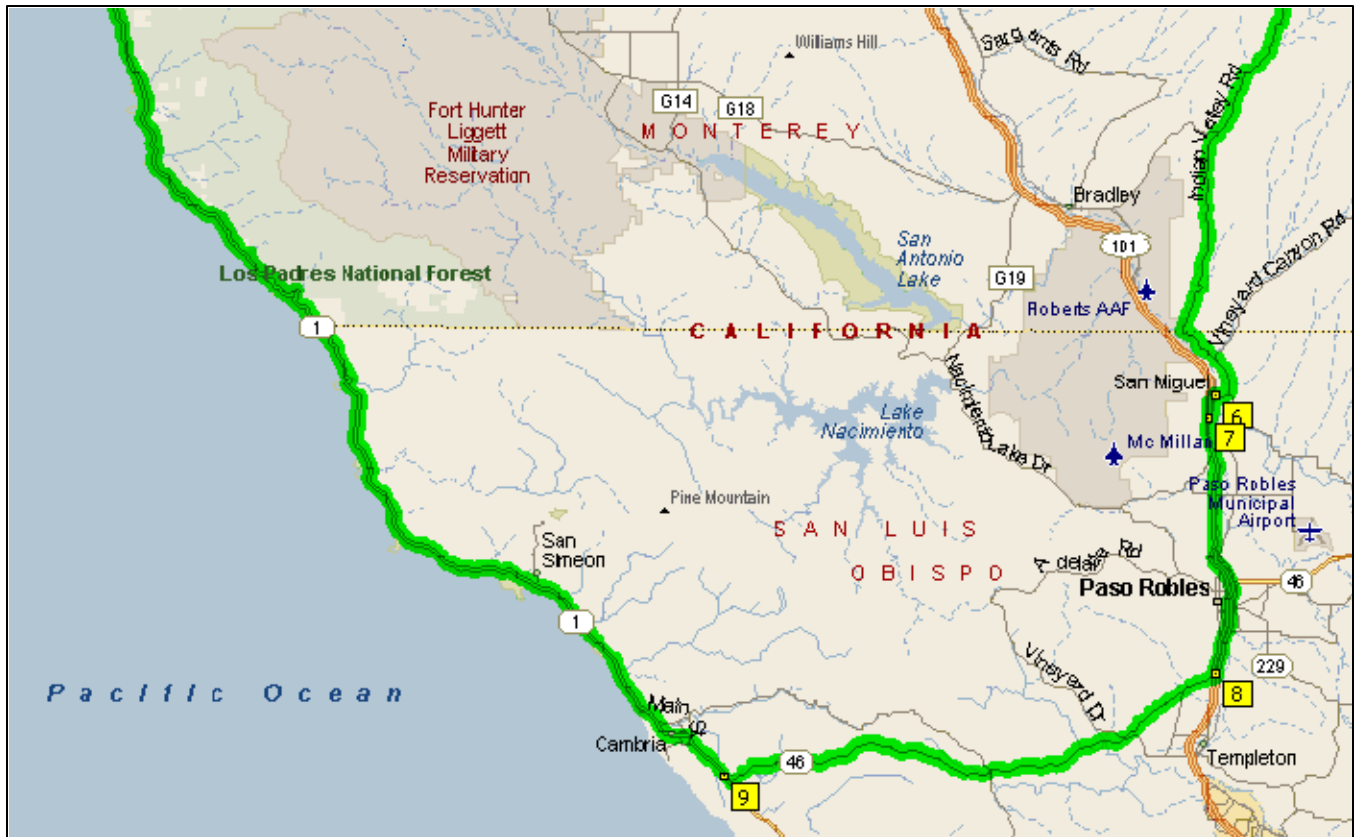 Williams Hill
Sargents Rd
G14
G18
Indian Valley Rd
Fort Hunter
Liggett
Military
Reservation
MONTEREY
Bradley
Vineyard Canyon Rd
San
Antonio
Lake
101
G19
Los Padres National Forest
Roberts AAF
1
CALIFORNIA
San Miguel
Nacimiento Lake Dr
Lake
Nacimiento
6
7
Mc Millan
Pine Mountain
Paso Robles
Municipal
Airport
SAN LUIS
OBISPO
San
Simeon
Adelaida Rd
46
Paso Robles
1
Vineyard Dr
229
8
Pacific Ocean
Main St
Cambria
46
Templeton
9